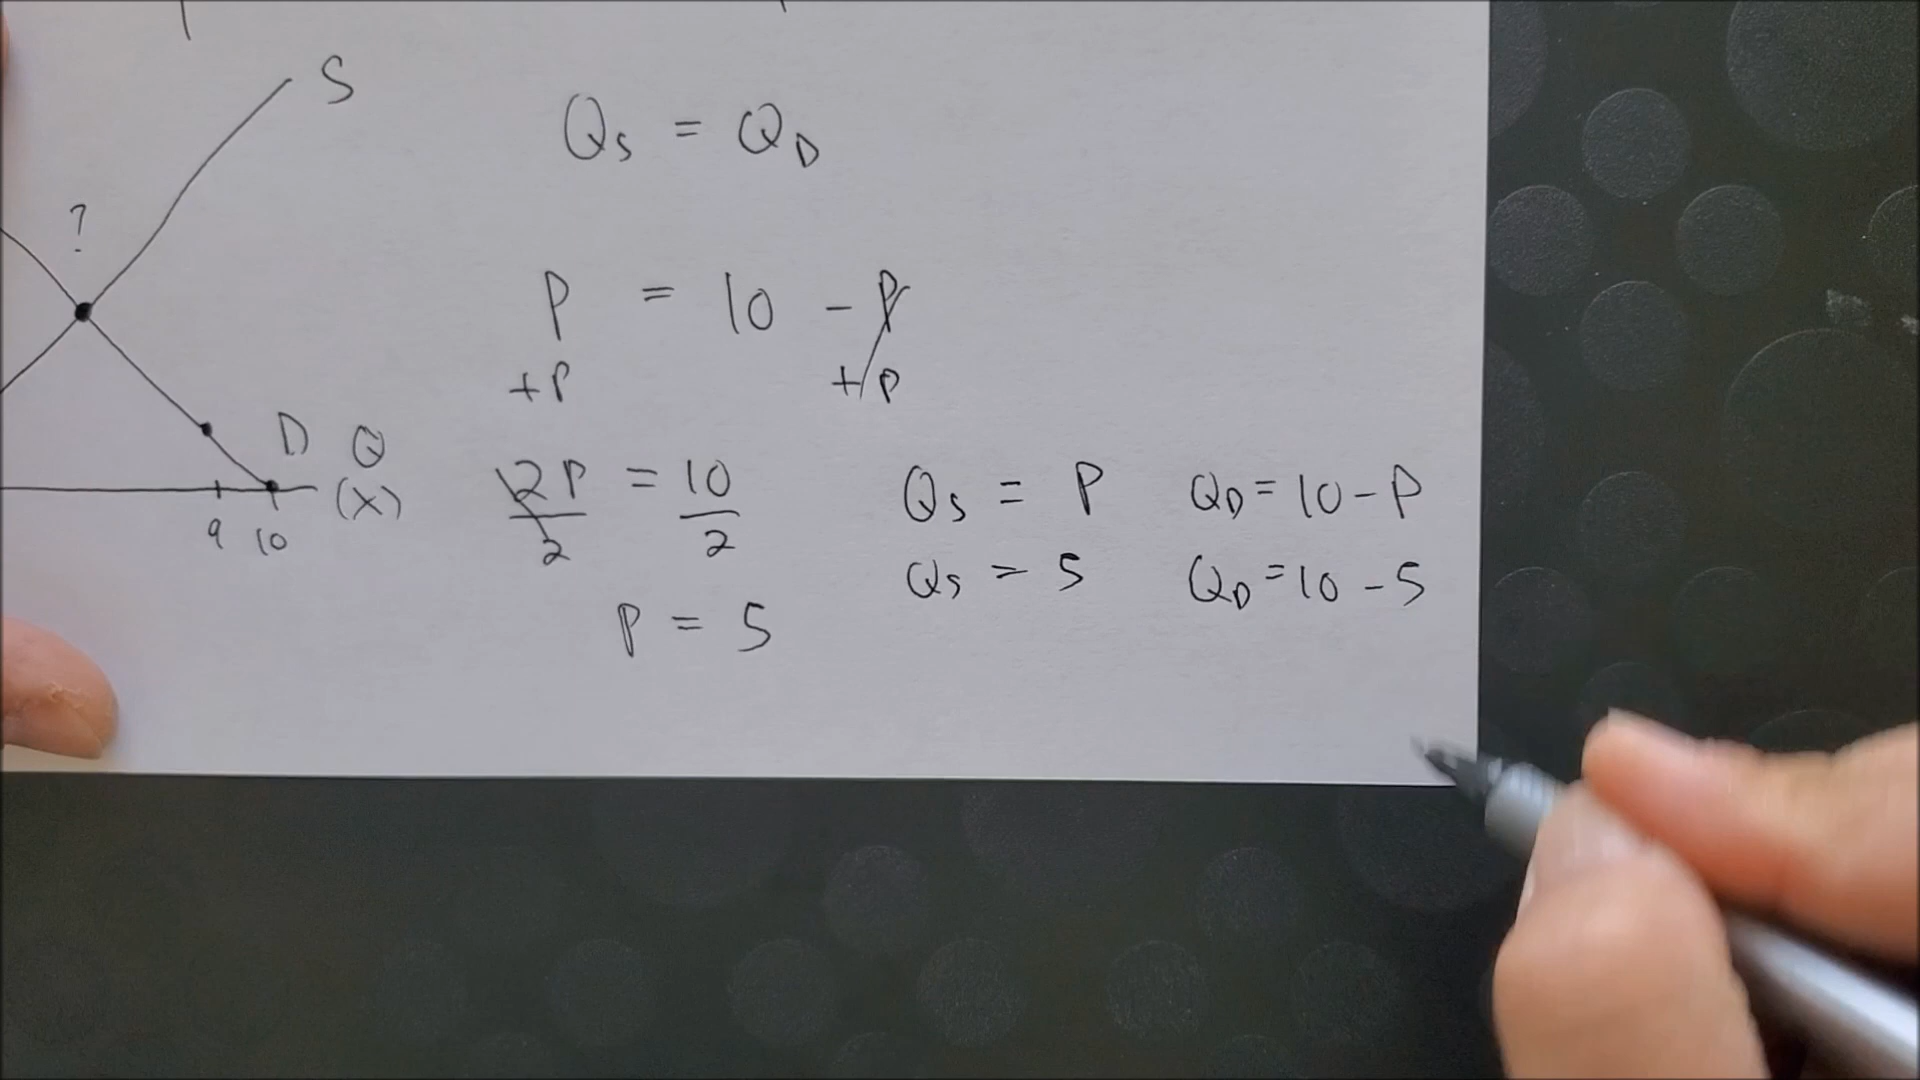 S
?
D Q
(X)
9 10
Qs = QD
P = 10 - P
+P +P
2P = 10
2 2
P = 5
Qs = P QD = 10 - P
Qs = 5 QD = 10 - 5